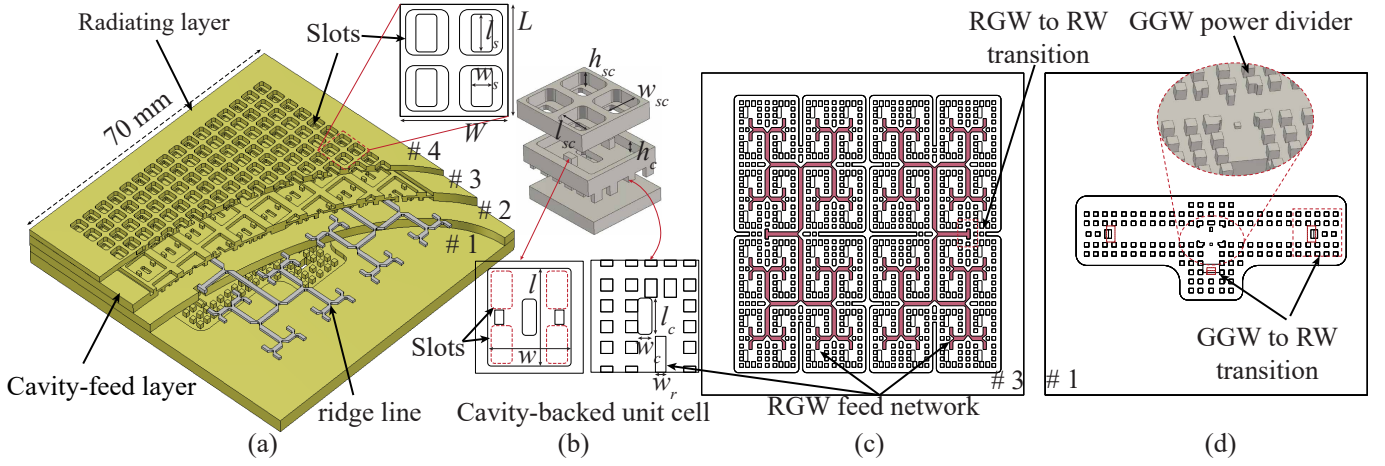 Radiating layer
Slots
70 mm
# 4
# 3
# 2
# 1
Cavity-feed layer
ridge line
(a)
L
W
l_s
w_s
h_sc
w_sc
l_sc
h_c
Slots
l
w
l_c
w_c
w_r
Cavity-backed unit cell
(b)
RGW to RW
transition
RGW feed network
# 3
(c)
GGW power divider
GGW to RW
transition
# 1
(d)